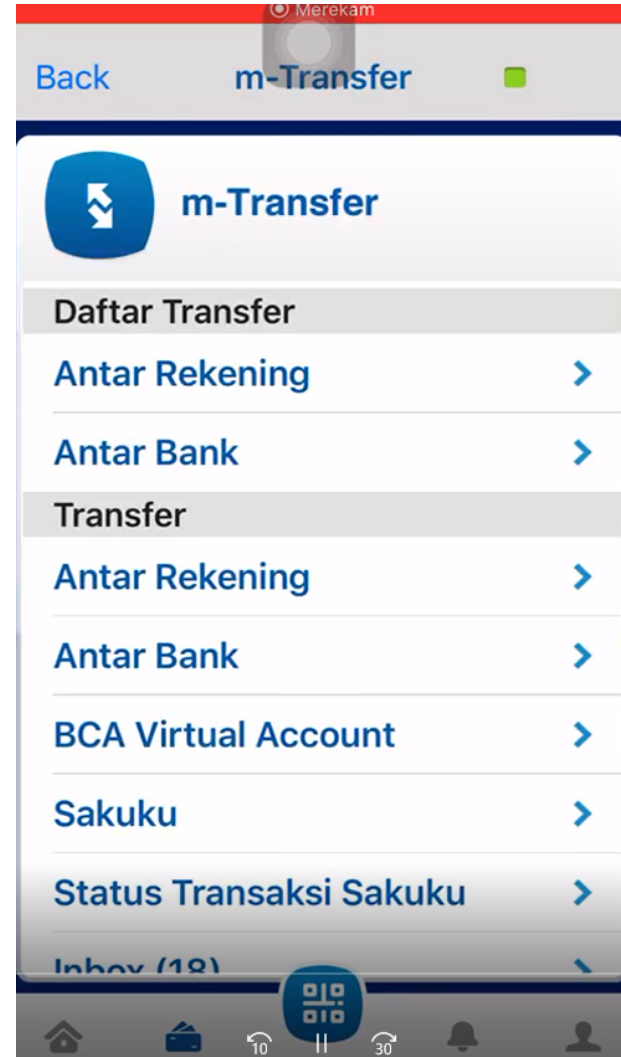 Merekam
Back m-Transfer
m-Transfer
Daftar Transfer
Antar Rekening
Antar Bank
Transfer
Antar Rekening
Antar Bank
BCA Virtual Account
Sakuku
Status Transaksi Sakuku
Inbox (18)
10 30